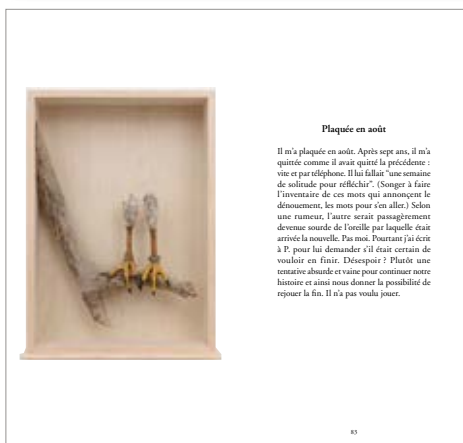 Plaquée en août
Il m'a plaquée en août. Après sept ans, il m'a
quittée comme il avait quitté la précédente :
vite et par téléphone. Il lui fallait "une semaine
de solitude pour réfléchir". (Songer à faire
l'inventaire de ces mots qui annonçent le
dénouement, les mots pour s'en aller.) Selon
une rumeur, l'autre serait passagèrement
devenue sourde de l'oreille par laquelle était
arrivée la nouvelle. Pas moi. Pourtant j'ai écrit
à P. pour lui demander s'il était certain de
vouloir en finir. Désespoir ? Plutôt une
tentative absurde et vaine pour continuer notre
histoire et ainsi nous donner la possibilité de
rejouer la fin. Il n'a pas voulu jouer.
83